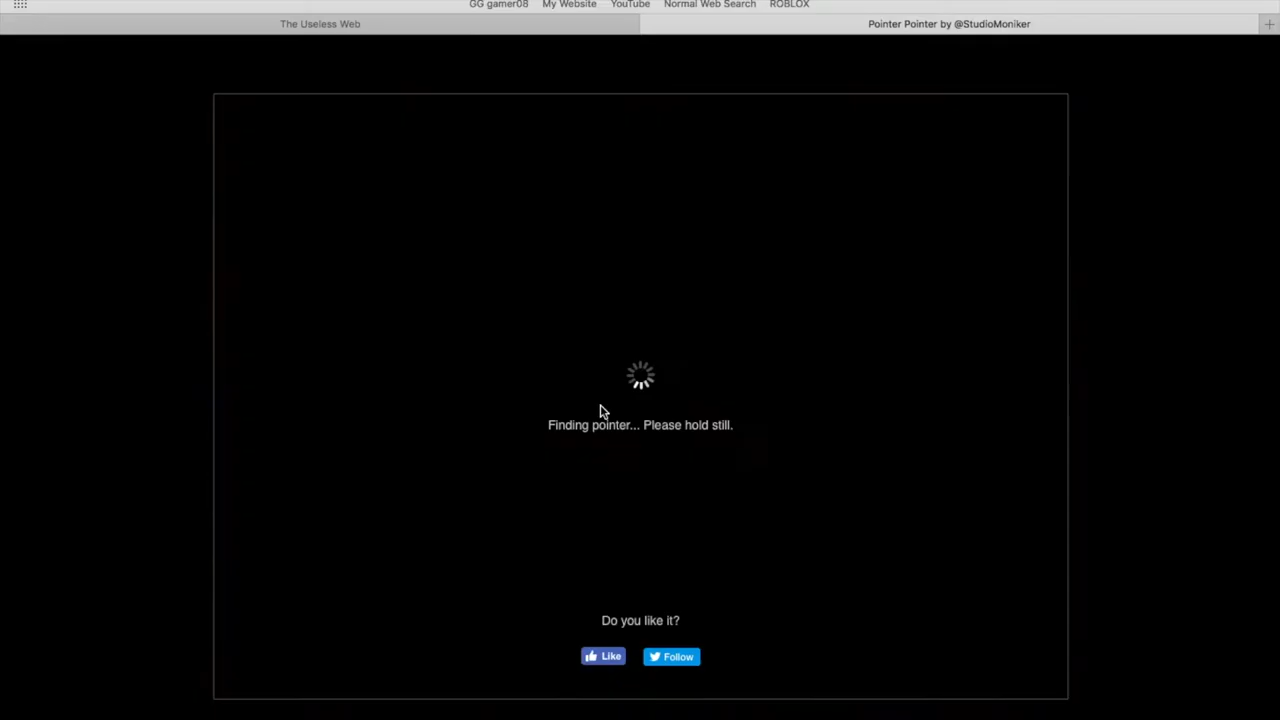 GG gamer08 My Website YouTube Normal Web Search ROBLOX
The Useless Web Pointer Pointer by @StudioMoniker
Finding pointer... Please hold still.
Do you like it?
Like Follow